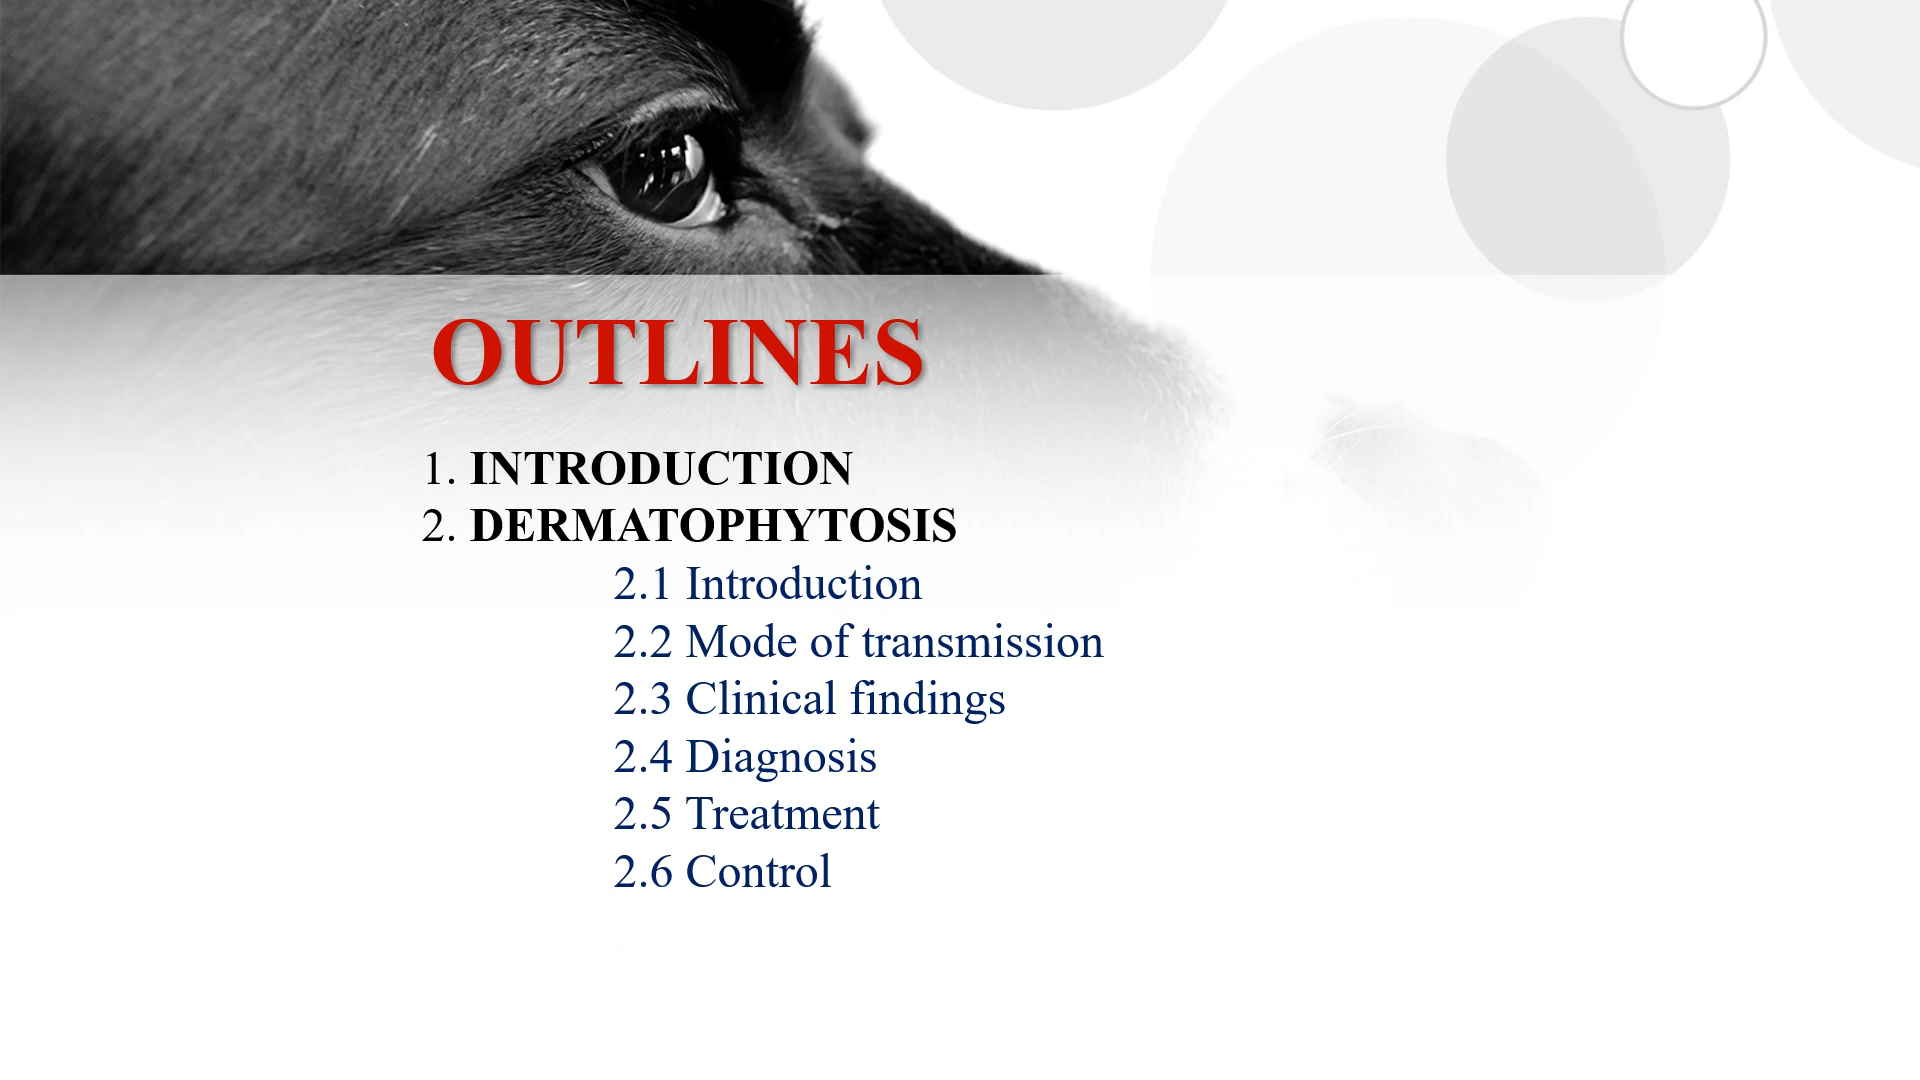 OUTLINES
1. INTRODUCTION
2. DERMATOPHYTOSIS
2.1 Introduction
2.2 Mode of transmission
2.3 Clinical findings
2.4 Diagnosis
2.5 Treatment
2.6 Control